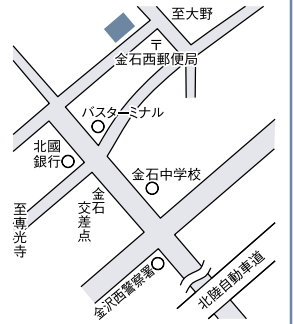 至大野
〒
金石西郵便局
バスターミナル
北國
銀行
金石中学校
金石
交差点
至専光寺
金沢西警察署
北陸自動車道